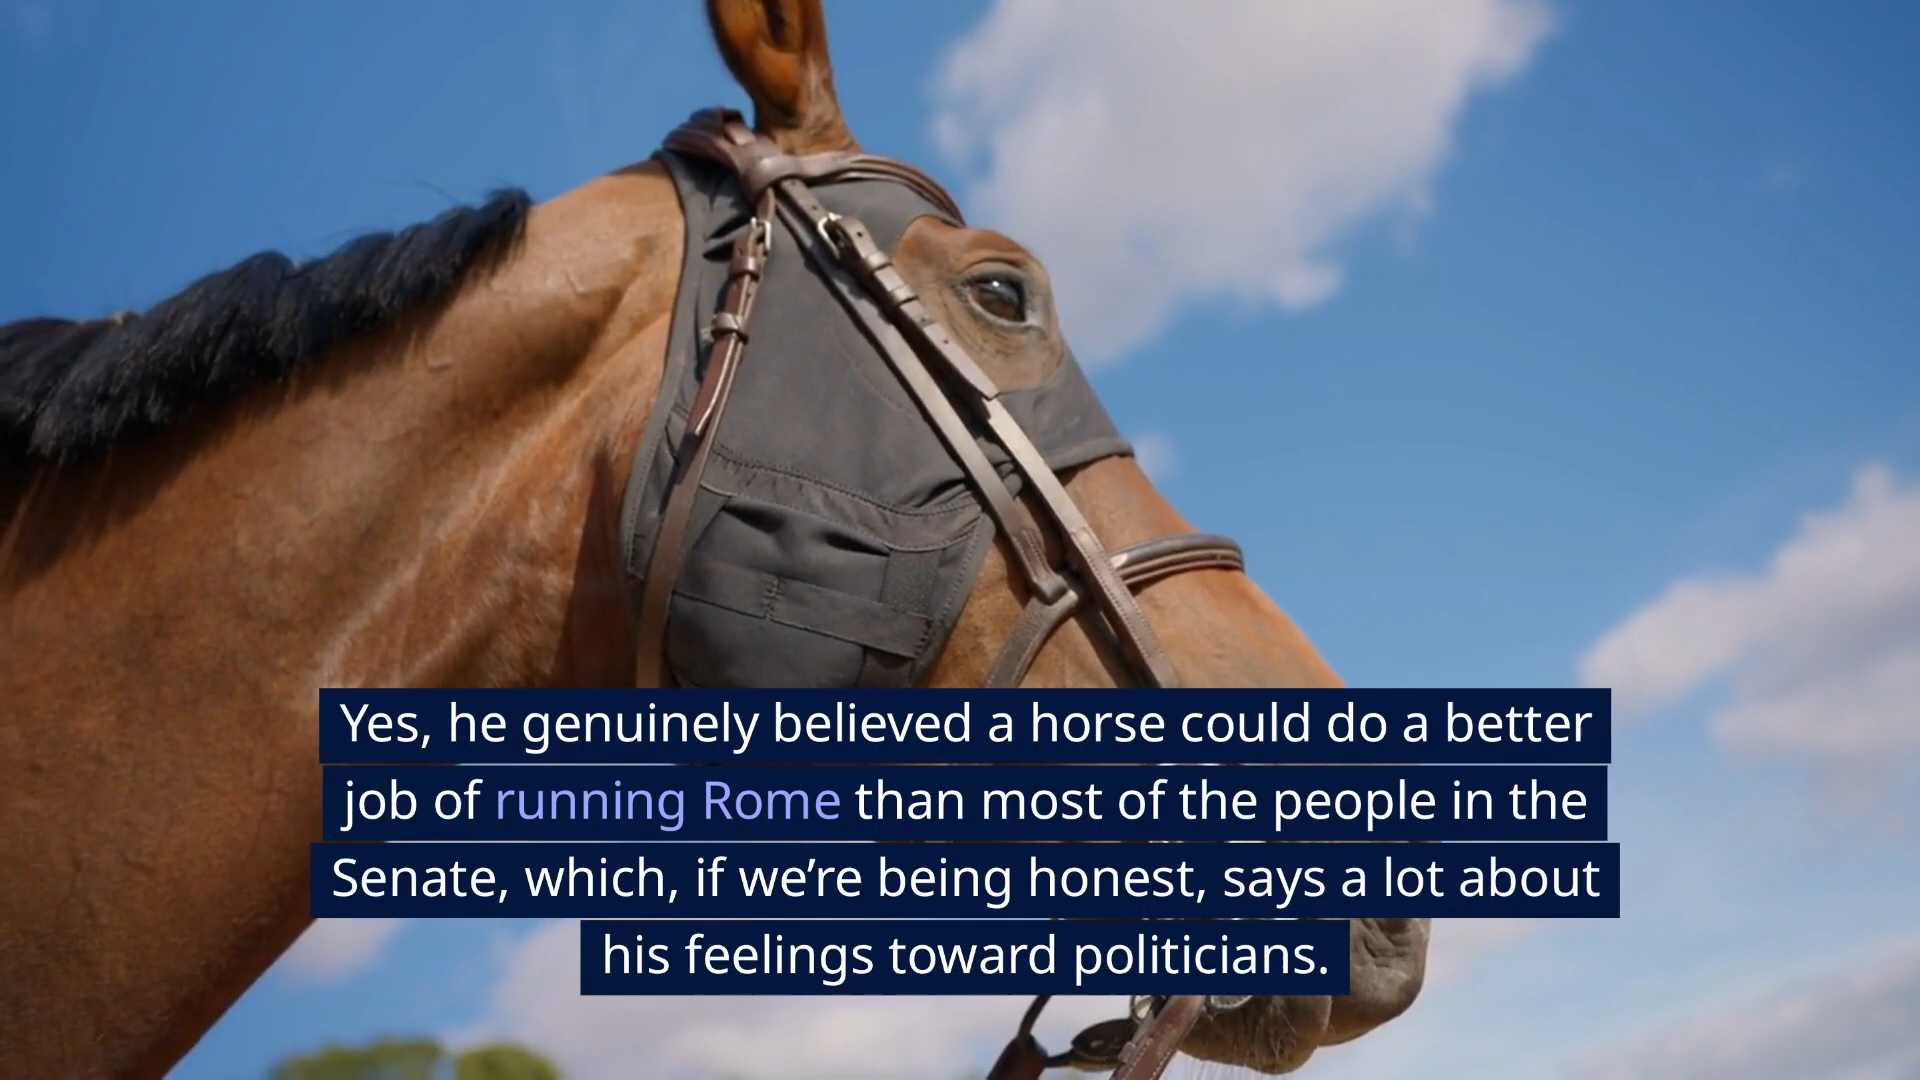 Yes, he genuinely believed a horse could do a better
job of running Rome than most of the people in the
Senate, which, if we’re being honest, says a lot about
his feelings toward politicians.